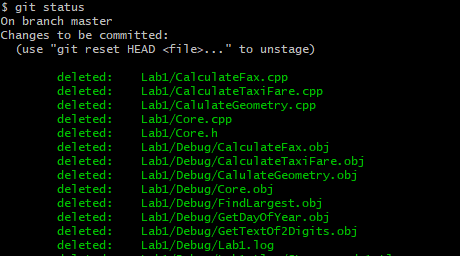 $ git status
On branch master
Changes to be committed:
(use "git reset HEAD <file>..." to unstage)
deleted: Lab1/CalculateFax.cpp
deleted: Lab1/CalculateTaxiFare.cpp
deleted: Lab1/CalulateGeometry.cpp
deleted: Lab1/Core.cpp
deleted: Lab1/Core.h
deleted: Lab1/Debug/CalculateFax.obj
deleted: Lab1/Debug/CalculateTaxiFare.obj
deleted: Lab1/Debug/CalulateGeometry.obj
deleted: Lab1/Debug/Core.obj
deleted: Lab1/Debug/FindLargest.obj
deleted: Lab1/Debug/GetDayOfYear.obj
deleted: Lab1/Debug/GetTextOf2Digits.obj
deleted: Lab1/Debug/Lab1.log